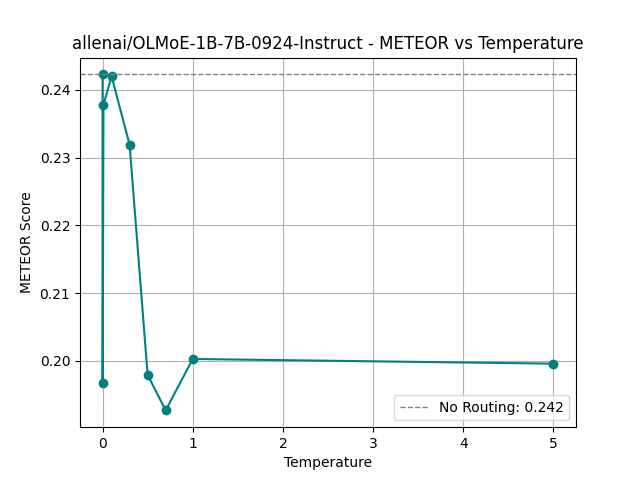 allenai/OLMoE-1B-7B-0924-Instruct - METEOR vs Temperature
METEOR Score
0.24
0.23
0.22
0.21
0.20
No Routing: 0.242
0 1 2 3 4 5
Temperature